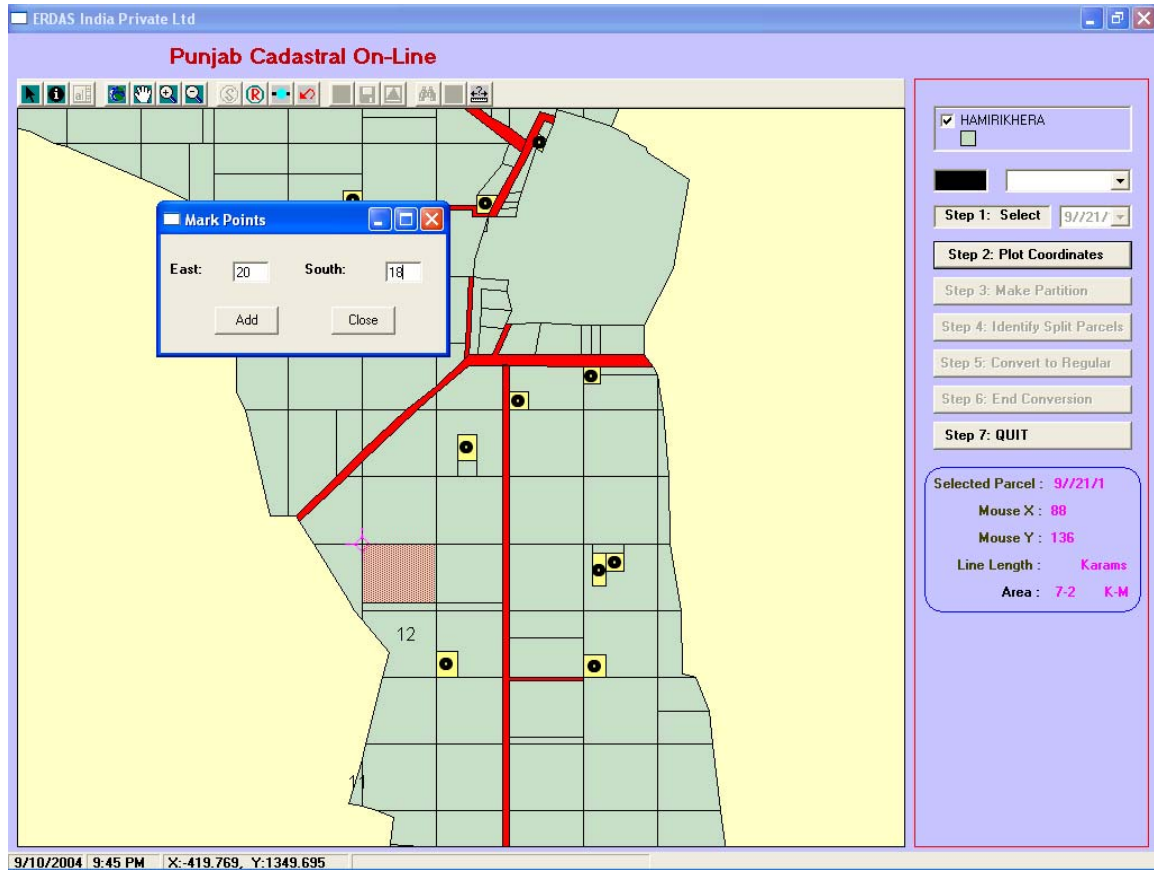 ERDAS India Private Ltd
Punjab Cadastral On-Line
HAMIRIKHERA
Mark Points
East: 20 South: 18
Add Close
Step 1: Select 9//21/
Step 2: Plot Coordinates
Step 3: Make Partition
Step 4: Identify Split Parcels
Step 5: Convert to Regular
Step 6: End Conversion
Step 7: QUIT
Selected Parcel : 9//21/1
Mouse X : 88
Mouse Y : 136
Line Length : Karams
Area : 7-2 K-M
12
11
9/10/2004 9:45 PM X:-419.769, Y:1349.695